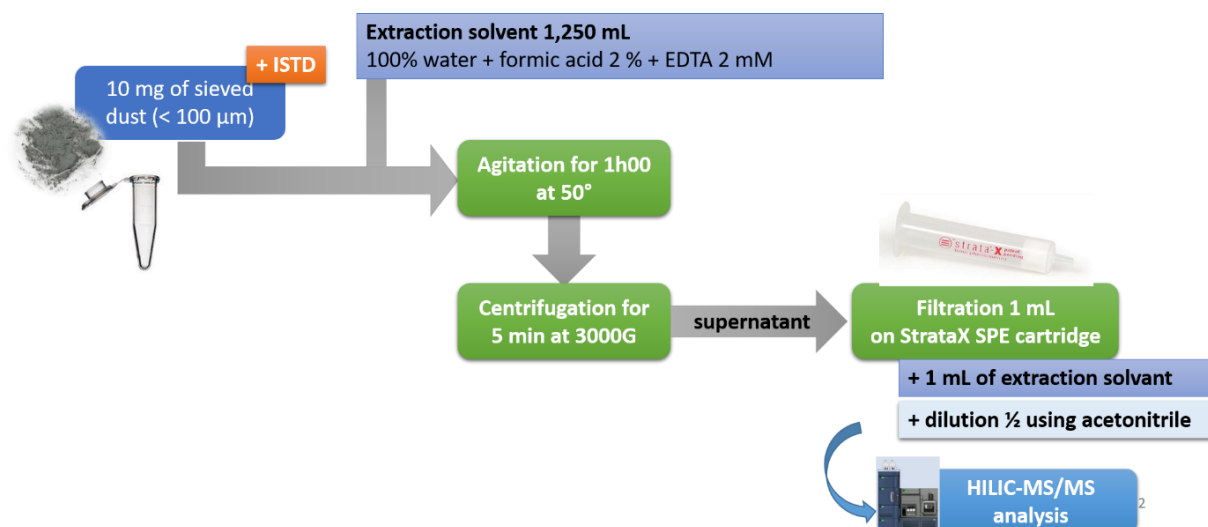 Extraction solvent 1,250 mL
100% water + formic acid 2 % + EDTA 2 mM
+ ISTD
10 mg of sieved
dust (< 100 µm)
Agitation for 1h00
at 50°
strata-X
Centrifugation for
5 min at 3000G
supernatant
Filtration 1 mL
on StrataX SPE cartridge
+ 1 mL of extraction solvant
+ dilution ½ using acetonitrile
HILIC-MS/MS
analysis
2